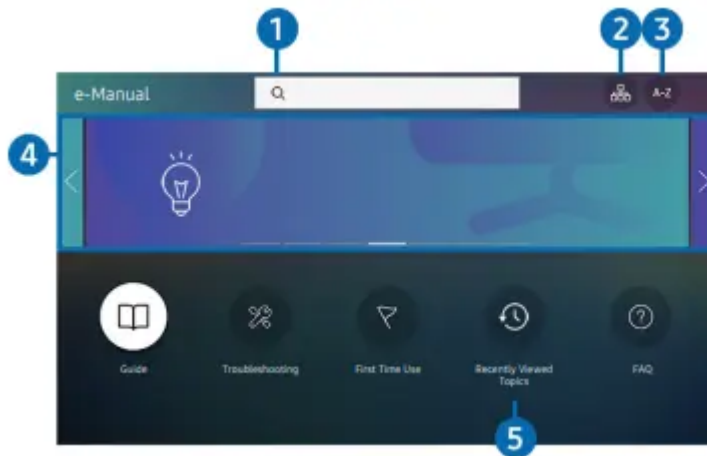 1
2
3
e-Manual
A-Z
4
Guide
Troubleshooting
First Time Use
Recently Viewed
Topics
FAQ
5